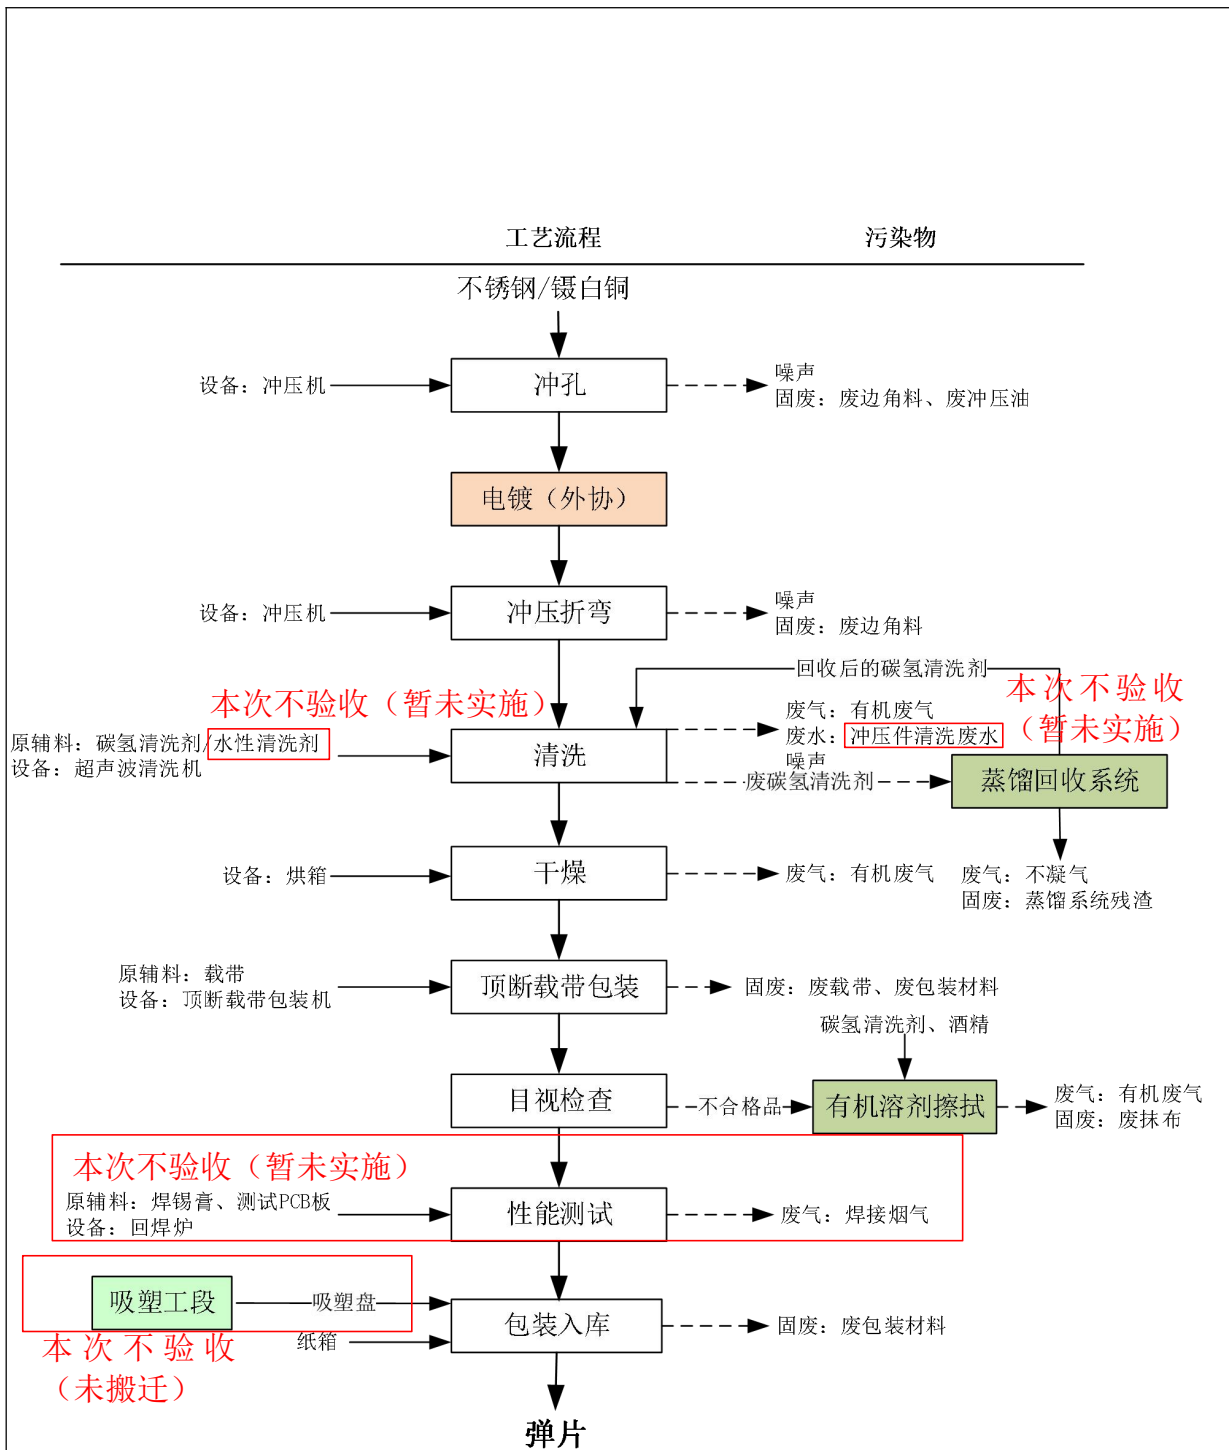 工艺流程
污染物
不锈钢/镊白铜
设备：冲压机
冲孔
噪声
固废：废边角料、废冲压油
电镀（外协）
设备：冲压机
冲压折弯
噪声
固废：废边角料
回收后的碳氢清洗剂
本次不验收（暂未实施）
本次不验收
（暂未实施）
原辅料：碳氢清洗剂/水性清洗剂
设备：超声波清洗机
清洗
废气：有机废气
废水：冲压件清洗废水
噪声
废碳氢清洗剂
蒸馏回收系统
设备：烘箱
干燥
废气：有机废气
废气：不凝气
固废：蒸馏系统残渣
原辅料：载带
设备：顶断载带包装机
顶断载带包装
固废：废载带、废包装材料
碳氢清洗剂、酒精
目视检查
不合格品
有机溶剂擦拭
废气：有机废气
固废：废抹布
本次不验收（暂未实施）
原辅料：焊锡膏、测试PCB板
设备：回焊炉
性能测试
废气：焊接烟气
吸塑工段
吸塑盘
纸箱
包装入库
固废：废包装材料
本次不验收
（未搬迁）
弹片